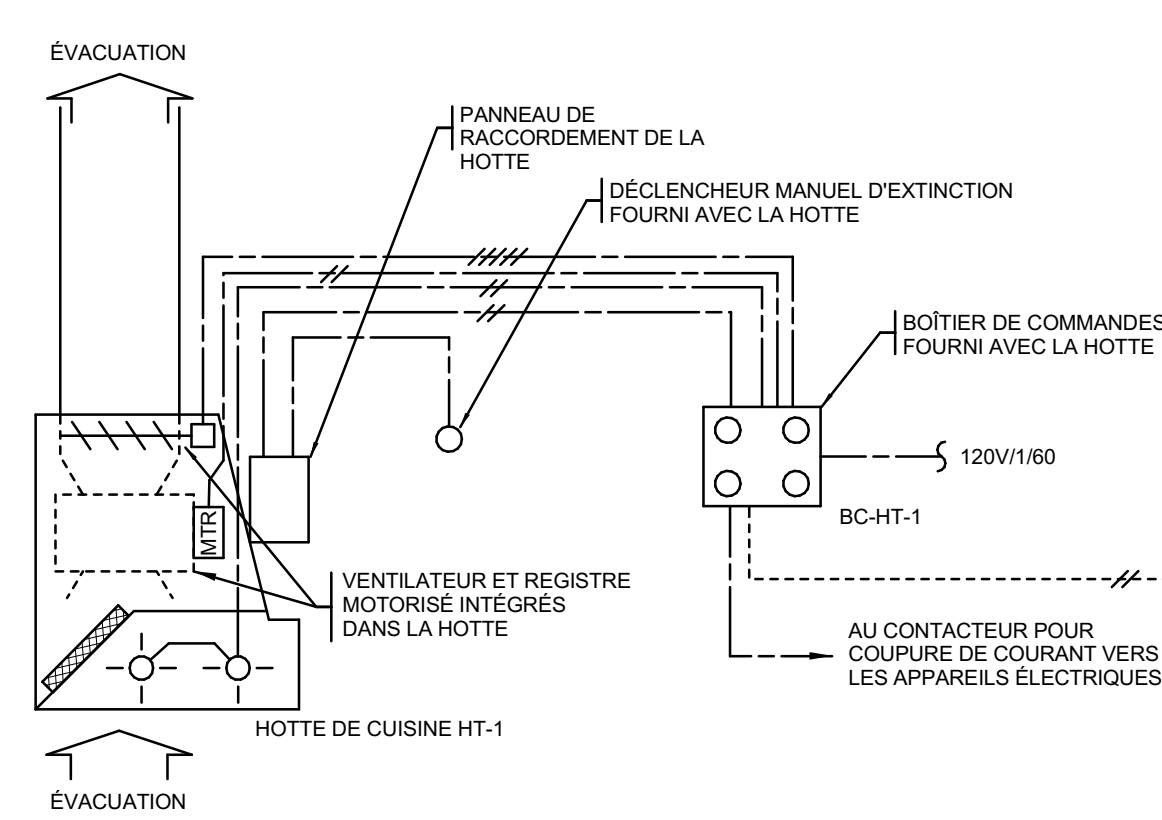 ÉVACUATION
PANNEAU DE
RACCORDEMENT DE LA
HOTTE
DÉCLENCHEUR MANUEL D'EXTINCTION
FOURNI AVEC LA HOTTE
BOÎTIER DE COMMANDES
FOURNI AVEC LA HOTTE
120V/1/60
BC-HT-1
MTR
VENTILATEUR ET REGISTRE
MOTORISÉ INTÉGRÉS
DANS LA HOTTE
AU CONTACTEUR POUR
COUPURE DE COURANT VERS
LES APPAREILS ÉLECTRIQUES
HOTTE DE CUISINE HT-1
ÉVACUATION